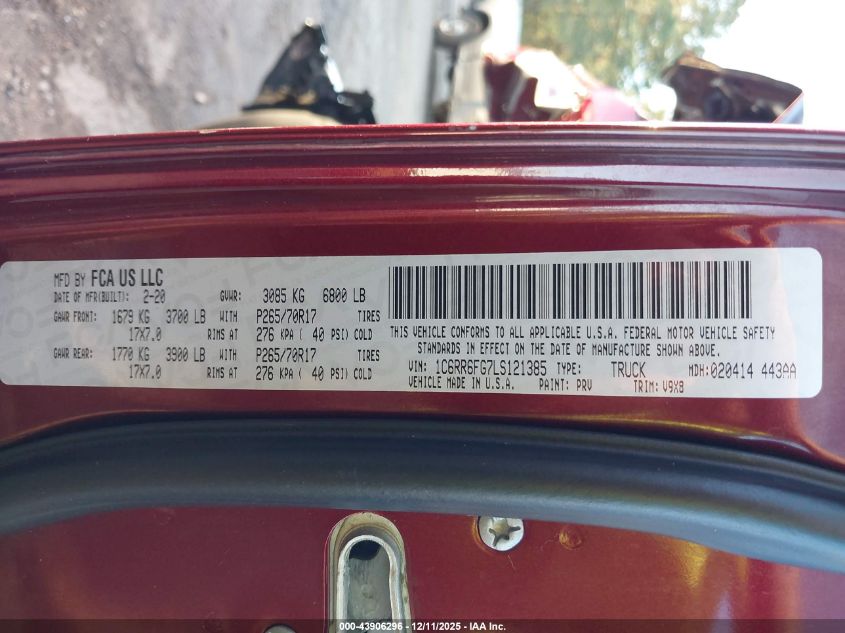 MFD BY FCA US LLC
DATE OF MFR(BUILT): 2-20 GVWR: 3085 KG 6800 LB
GAWR FRONT: 1679 KG 3700 LB WITH P265/70R17 TIRES
17X7.0 RIMS AT 276 KPA ( 40 PSI) COLD
GAWR REAR: 1770 KG 3900 LB WITH P265/70R17 TIRES
17X7.0 RIMS AT 276 KPA ( 40 PSI) COLD
THIS VEHICLE CONFORMS TO ALL APPLICABLE U.S.A. FEDERAL MOTOR VEHICLE SAFETY
STANDARDS IN EFFECT ON THE DATE OF MANUFACTURE SHOWN ABOVE.
VIN: 1C6RR6FG7LS121385 TYPE: TRUCK MDH:020414 443AA
VEHICLE MADE IN U.S.A. PAINT: PRV TRIM: V9X8
000-43906296 - 12/11/2025 - IAA Inc.